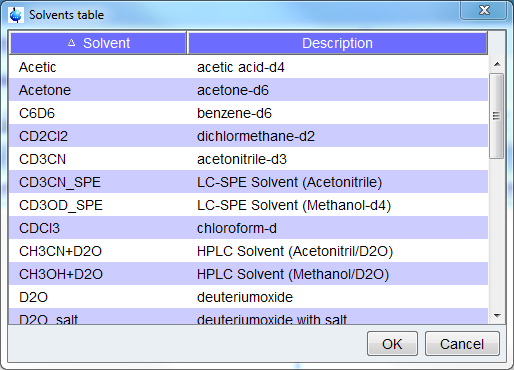 Solvents table
Solvent Description
Acetic acetic acid-d4
Acetone acetone-d6
C6D6 benzene-d6
CD2Cl2 dichlormethane-d2
CD3CN acetonitrile-d3
CD3CN_SPE LC-SPE Solvent (Acetonitrile)
CD3OD_SPE LC-SPE Solvent (Methanol-d4)
CDCl3 chloroform-d
CH3CN+D2O HPLC Solvent (Acetonitril/D2O)
CH3OH+D2O HPLC Solvent (Methanol/D2O)
D2O deuteriumoxide
D2O_salt deuteriumoxide with salt
OK Cancel